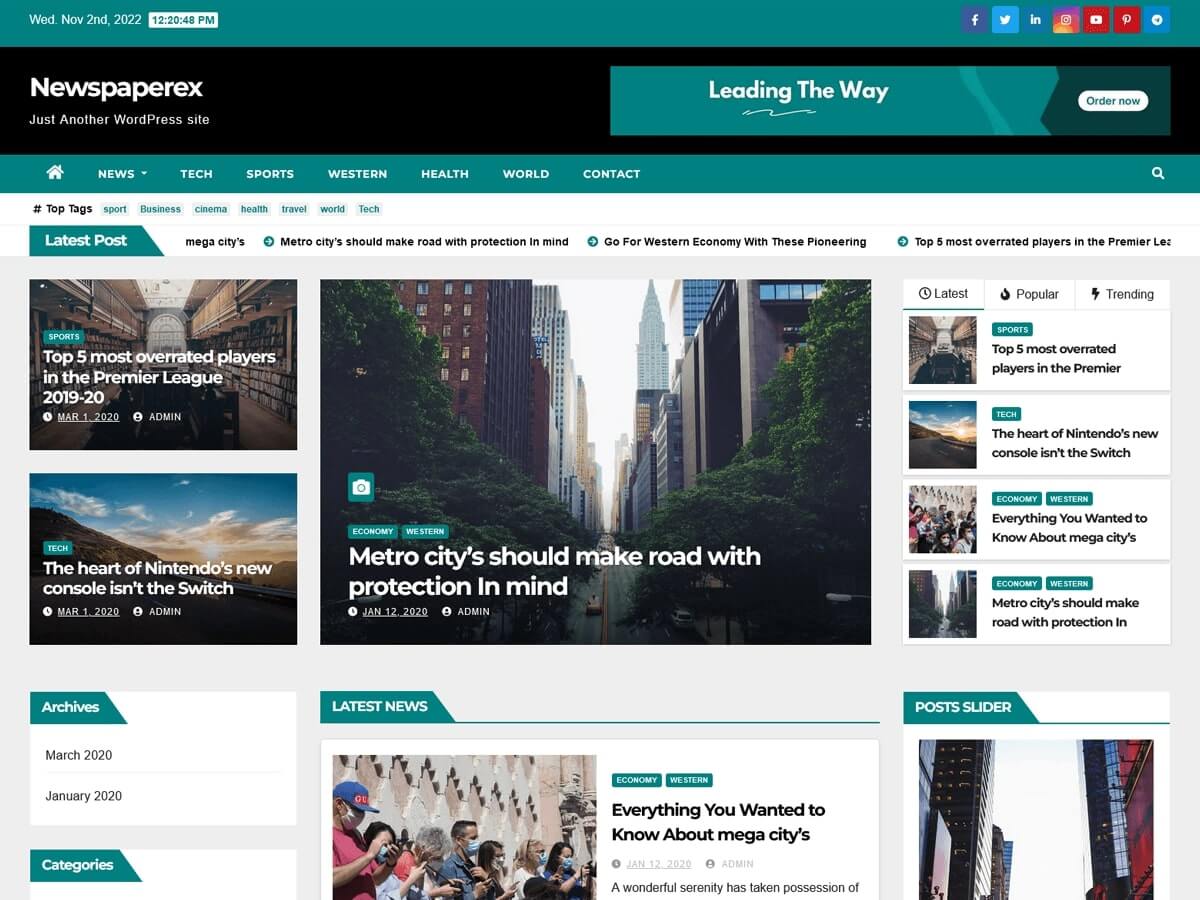 Wed. Nov 2nd, 2022 12:20:48 PM
Newspaperex
Just Another WordPress site
Leading The Way
Order now
NEWS
TECH
SPORTS
WESTERN
HEALTH
WORLD
CONTACT
# Top Tags
sport
Business
cinema
health
travel
world
Tech
Latest Post
mega city's
Metro city's should make road with protection In mind
Go For Western Economy With These Pioneering
Top 5 most overrated players in the Premier Lea
SPORTS
Top 5 most overrated players
in the Premier League
2019-20
MAR 1, 2020 ADMIN
TECH
The heart of Nintendo's new
console isn't the Switch
MAR 1, 2020 ADMIN
ECONOMY WESTERN
Metro city's should make road with
protection In mind
JAN 12, 2020 ADMIN
Latest
Popular
Trending
SPORTS
Top 5 most overrated
players in the Premier
TECH
The heart of Nintendo's new
console isn't the Switch
ECONOMY WESTERN
Everything You Wanted to
Know About mega city's
ECONOMY WESTERN
Metro city's should make
road with protection In
Archives
March 2020
January 2020
Categories
LATEST NEWS
ECONOMY WESTERN
Everything You Wanted to
Know About mega city's
JAN 12, 2020 ADMIN
A wonderful serenity has taken possession of
POSTS SLIDER